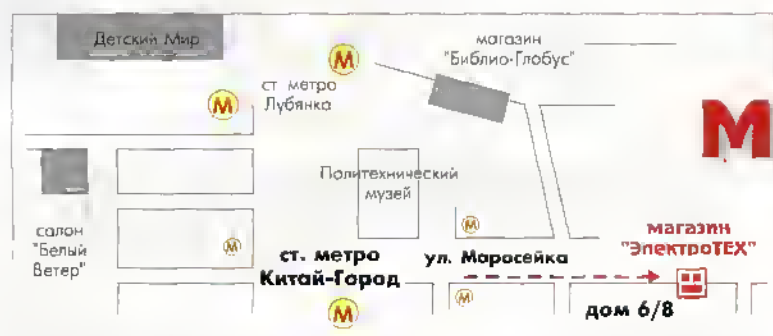 Детский Мир
магазин
"Библио-Глобус"
М
М
ст метро
Лубянка
М
Политехнический
музей
салон
"Белый
Ветер"
М
М
ст. метро
Китай-Город
ул. Маросейка
магазин
"ЭлектроТЕХ"
М
М
дом 6/8